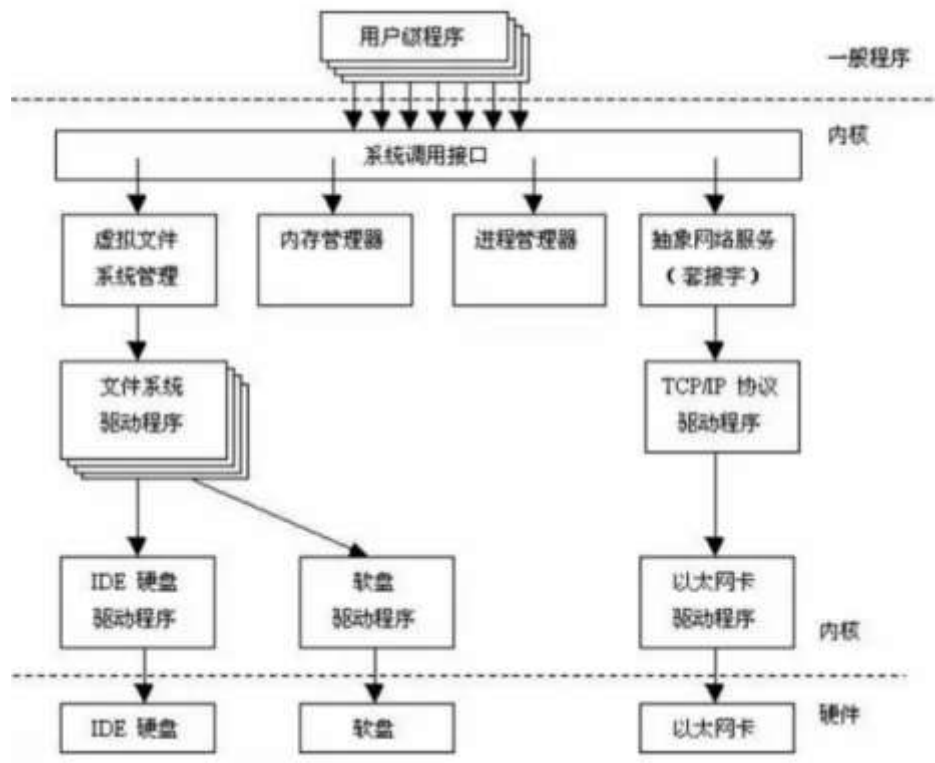 用户级程序
一般程序
内核
系统调用接口
虚拟文件
系统管理
内存管理器
进程管理器
抽象网络服务
(套接字)
文件系统
驱动程序
TCP/IP 协议
驱动程序
IDE 硬盘
驱动程序
软盘
驱动程序
以太网卡
驱动程序
内核
IDE 硬盘
软盘
以太网卡
硬件